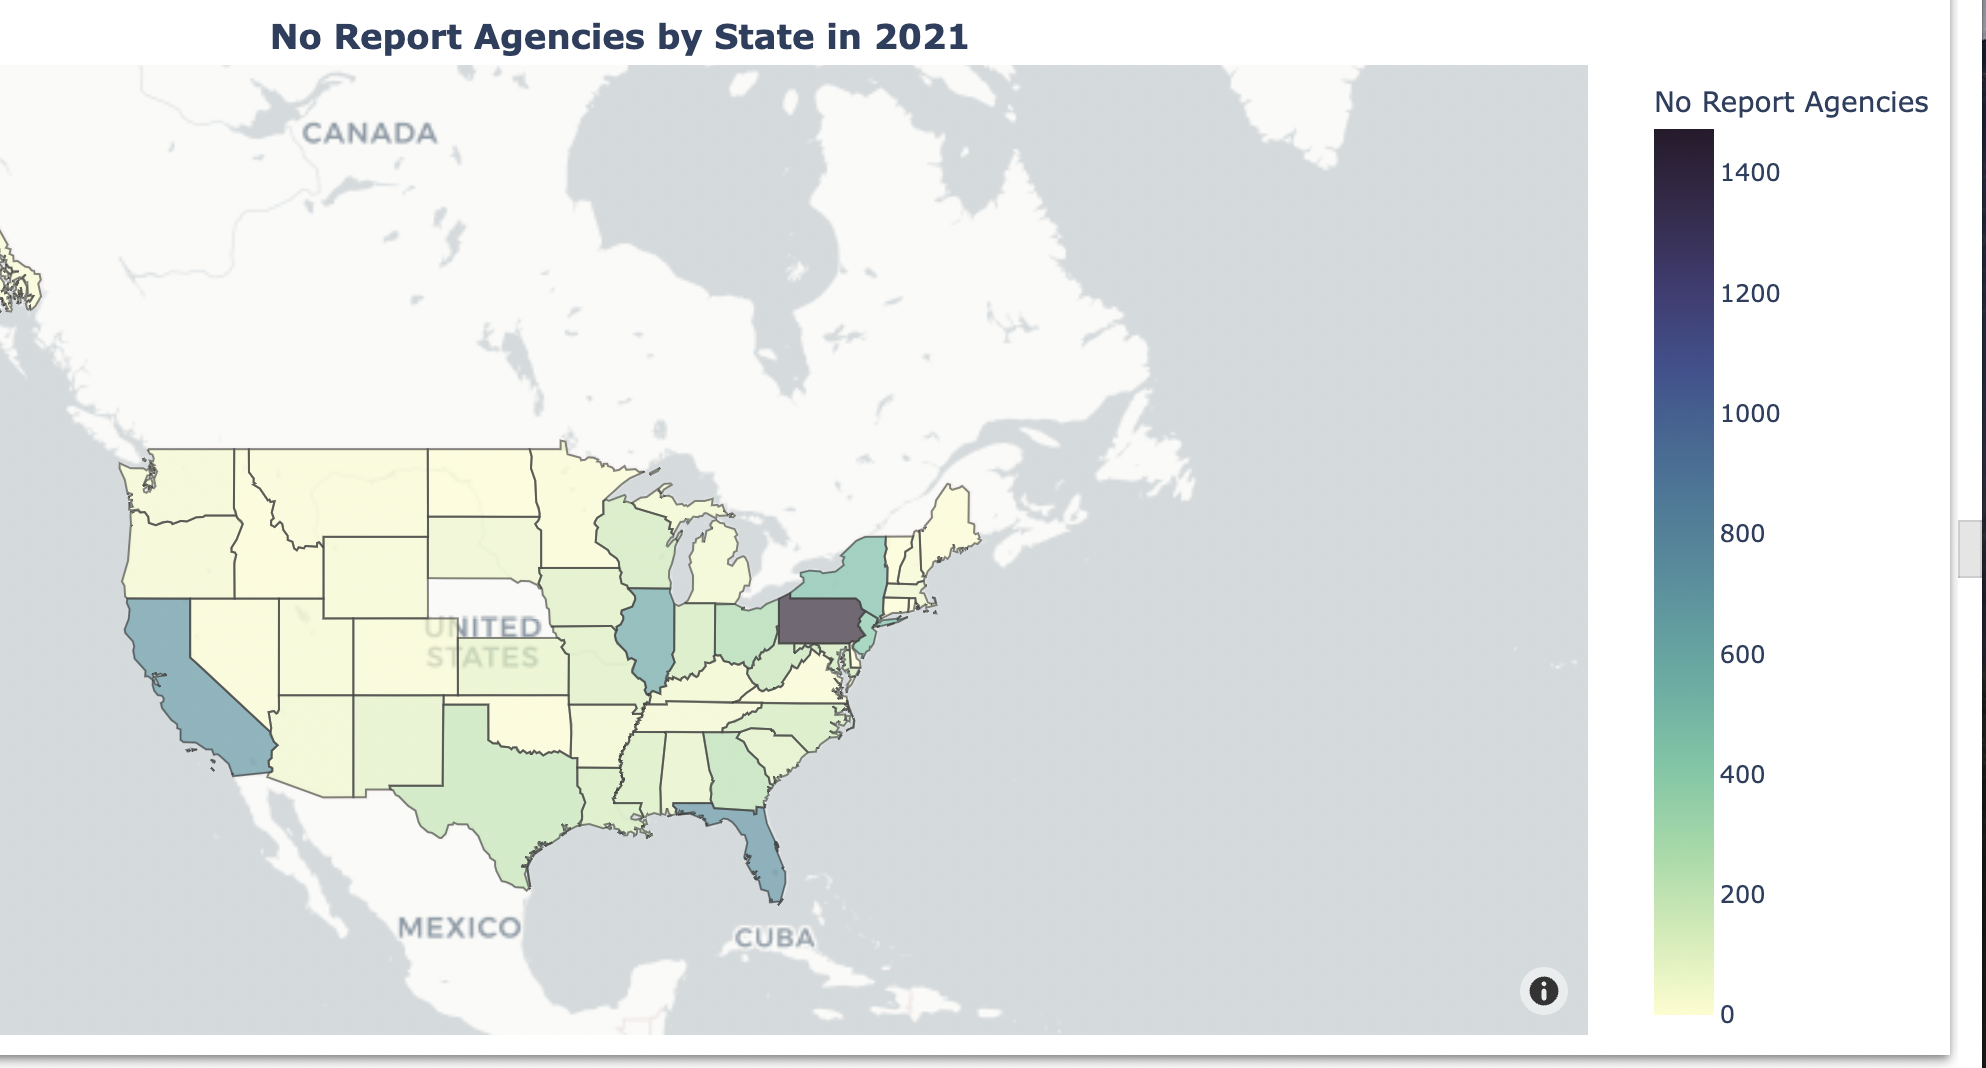 No Report Agencies by State in 2021
CANADA
UNITED
STATES
MEXICO
CUBA
No Report Agencies
1400
1200
1000
800
600
400
200
0